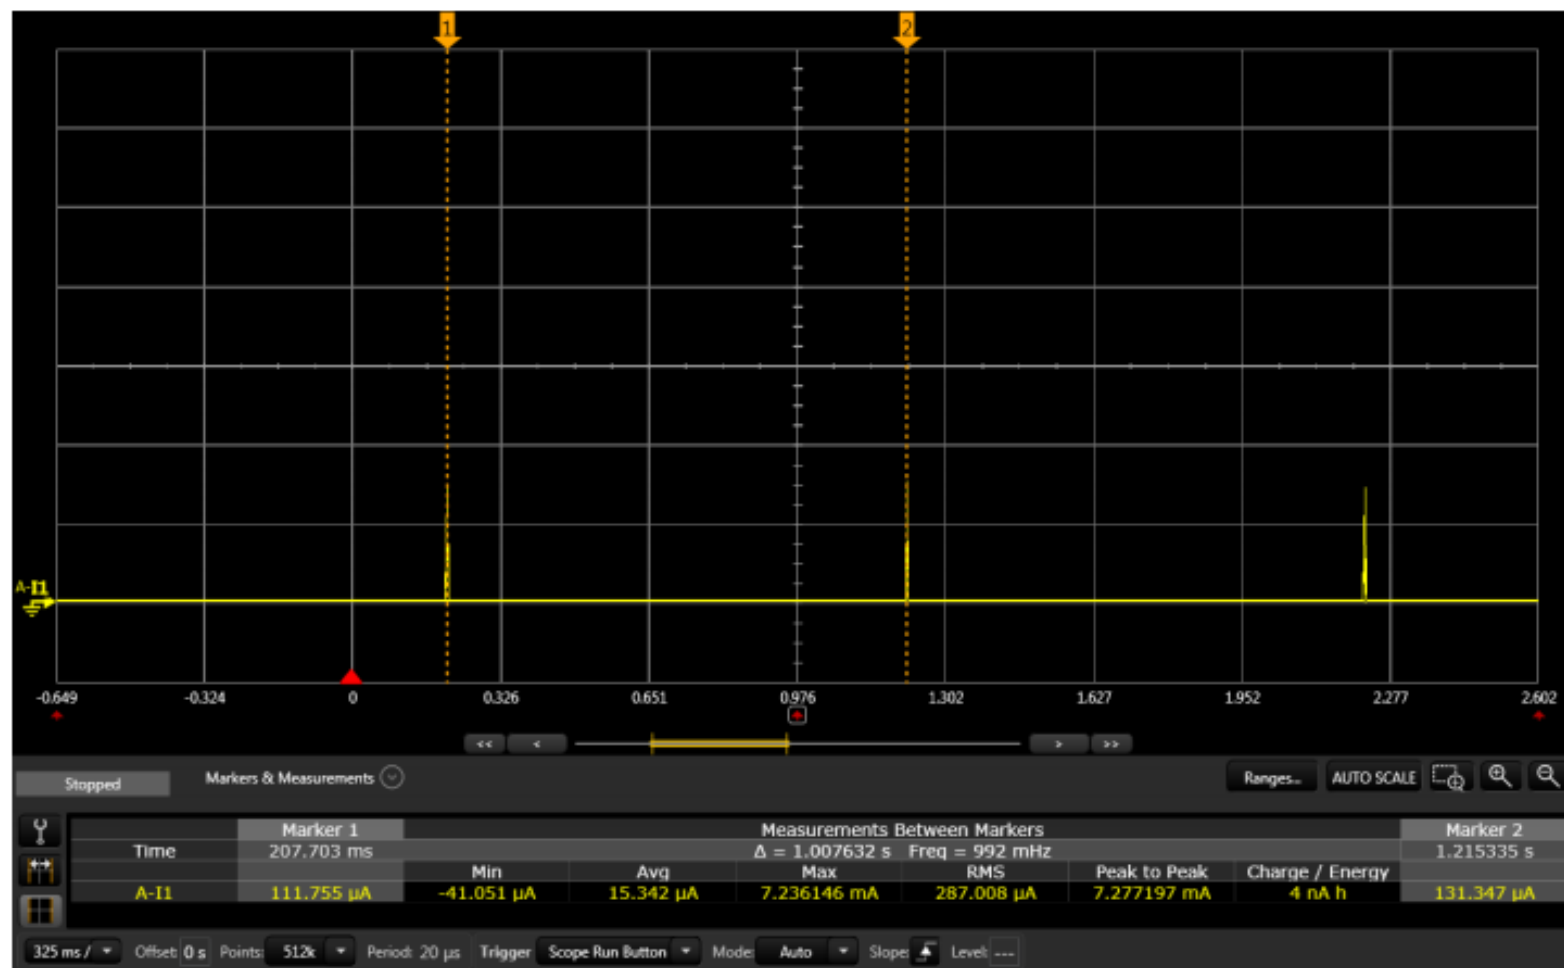 1 2
A-I1
-0.649 -0.324 0 0.326 0.651 0.976 1.302 1.627 1.952 2.277 2.602
<< < > >>
Stopped Markers & Measurements Ranges... AUTO SCALE
Marker 1 Measurements Between Markers Marker 2
Time 207.703 ms Δ = 1.007632 s Freq = 992 mHz 1.215335 s
Min Avg Max RMS Peak to Peak Charge / Energy
A-I1 111.755 µA -41.051 µA 15.342 µA 7.236146 mA 287.008 µA 7.277197 mA 4 nA h 131.347 µA
325 ms / Offset: 0 s Points: 512k Period: 20 µs Trigger Scope Run Button Mode: Auto Slope: Level: ---